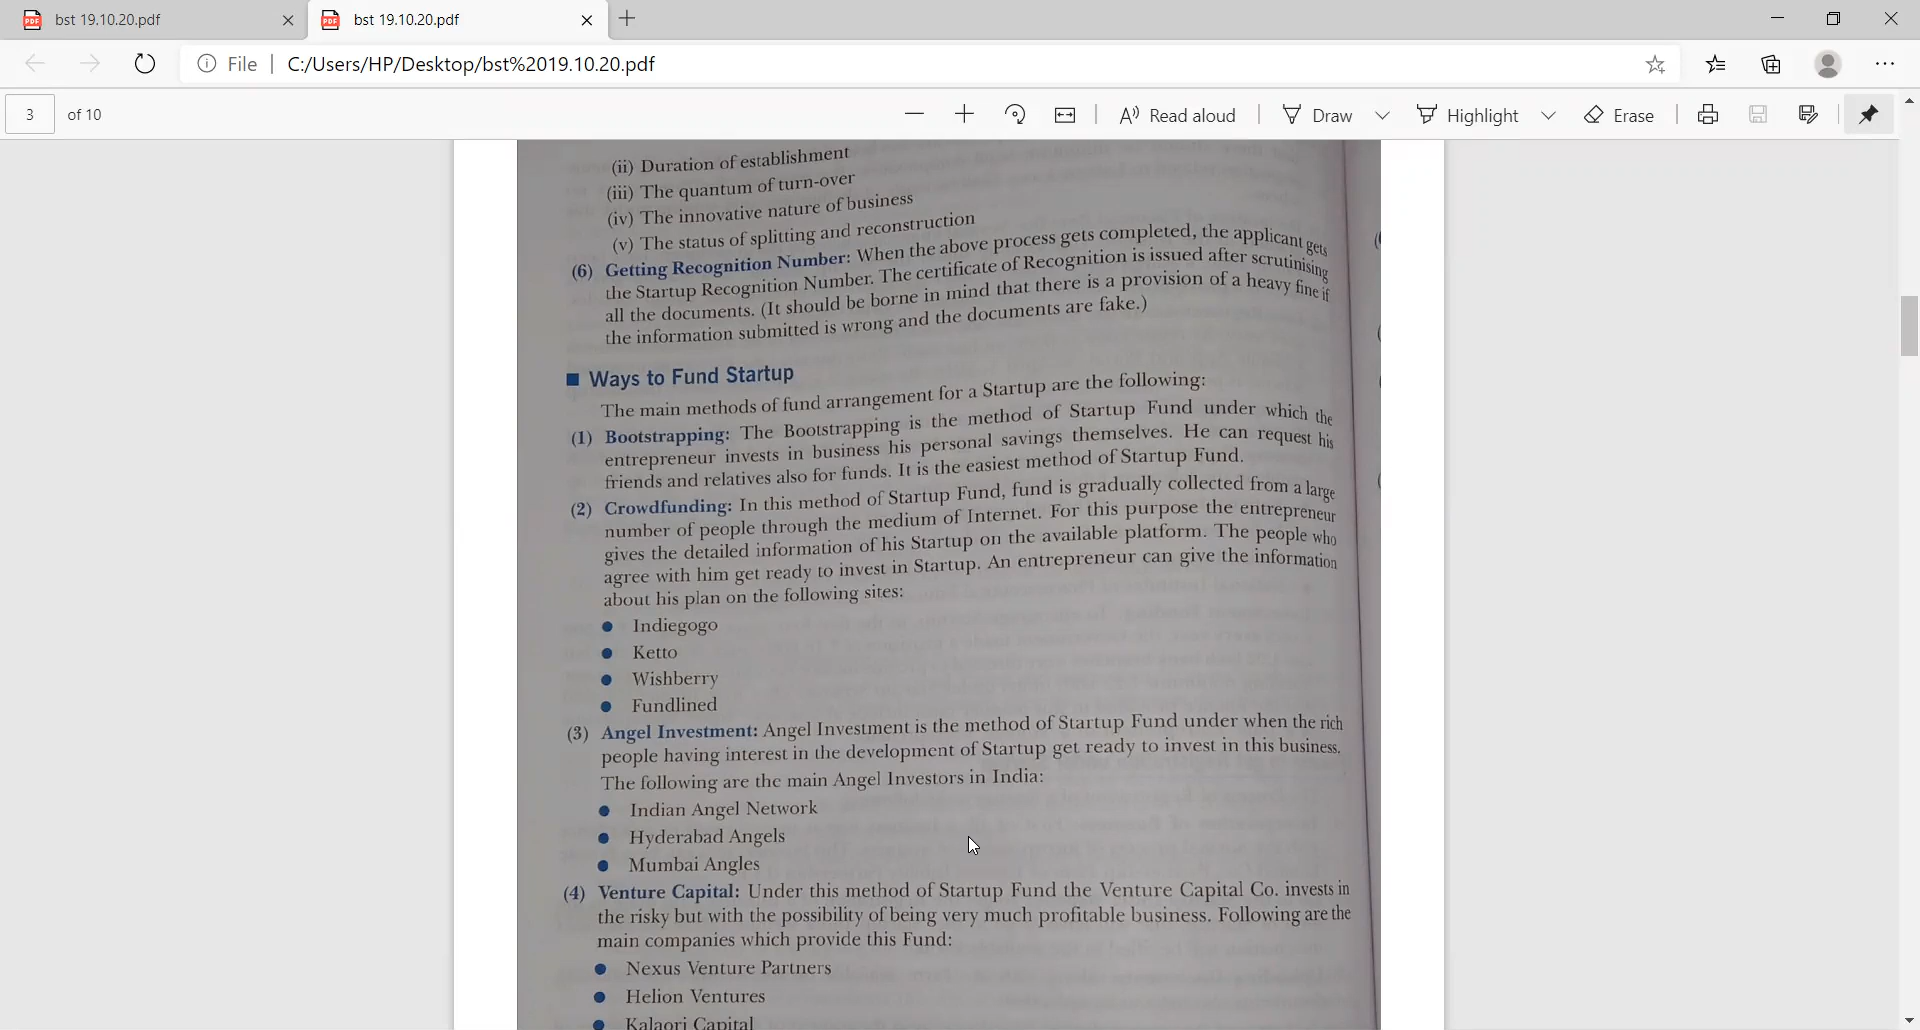 bst 19.10.20.pdf
bst 19.10.20.pdf
File
C:/Users/HP/Desktop/bst%2019.10.20.pdf
3 of 10
Read aloud
Draw
Highlight
Erase
(ii) Duration of establishment
(iii) The quantum of turn-over
(iv) The innovative nature of business
(v) The status of splitting and reconstruction
(6) Getting Recognition Number: When the above process gets completed, the applicant gets
the Startup Recognition Number. The certificate of Recognition is issued after scrutinising
all the documents. (It should be borne in mind that there is a provision of a heavy fine if
the information submitted is wrong and the documents are fake.)
Ways to Fund Startup
The main methods of fund arrangement for a Startup are the following:
(1) Bootstrapping: The Bootstrapping is the method of Startup Fund under which the
entrepreneur invests in business his personal savings themselves. He can request his
friends and relatives also for funds. It is the easiest method of Startup Fund.
(2) Crowdfunding: In this method of Startup Fund, fund is gradually collected from a large
number of people through the medium of Internet. For this purpose the entrepreneur
gives the detailed information of his Startup on the available platform. The people who
agree with him get ready to invest in Startup. An entrepreneur can give the information
about his plan on the following sites:
● Indiegogo
● Ketto
● Wishberry
● Fundlined
(3) Angel Investment: Angel Investment is the method of Startup Fund under when the rich
people having interest in the development of Startup get ready to invest in this business.
The following are the main Angel Investors in India:
● Indian Angel Network
● Hyderabad Angels
● Mumbai Angles
(4) Venture Capital: Under this method of Startup Fund the Venture Capital Co. invests in
the risky but with the possibility of being very much profitable business. Following are the
main companies which provide this Fund:
● Nexus Venture Partners
● Helion Ventures
● Kalaori Capital